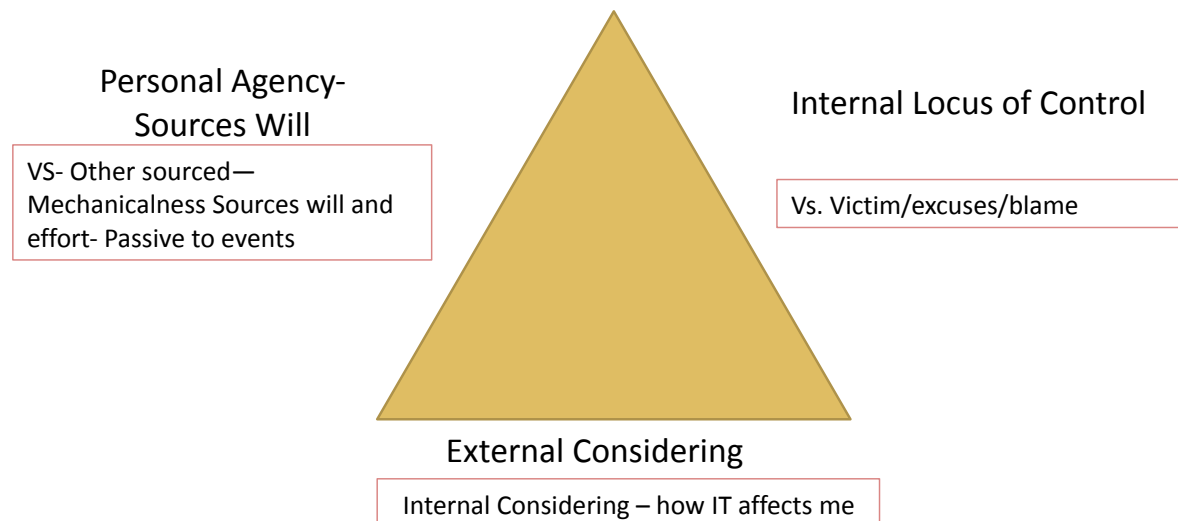 Personal Agency-
Sources Will
VS- Other sourced—
Mechanicalness Sources will and
effort- Passive to events
Internal Locus of Control
Vs. Victim/excuses/blame
External Considering
Internal Considering – how IT affects me